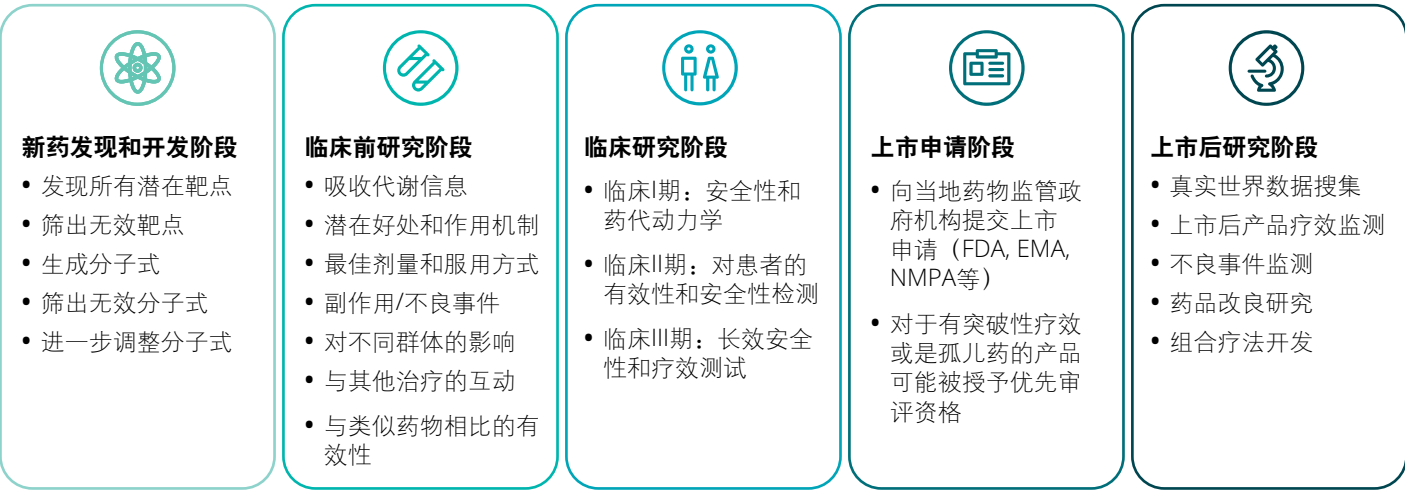 新药发现和开发阶段
• 发现所有潜在靶点
• 筛出无效靶点
• 生成分子式
• 筛出无效分子式
• 进一步调整分子式
临床前研究阶段
• 吸收代谢信息
• 潜在好处和作用机制
• 最佳剂量和服用方式
• 副作用/不良事件
• 对不同群体的影响
• 与其他治疗的互动
• 与类似药物相比的有
效性
临床研究阶段
• 临床I期：安全性和
药代动力学
• 临床II期：对患者的
有效性和安全性检测
• 临床III期：长效安全
性和疗效测试
上市申请阶段
• 向当地药物监管政
府机构提交上市
申请（FDA, EMA,
NMPA等）
• 对于有突破性疗效
或是孤儿药的产品
可能被授予优先审
评资格
上市后研究阶段
• 真实世界数据搜集
• 上市后产品疗效监测
• 不良事件监测
• 药品改良研究
• 组合疗法开发